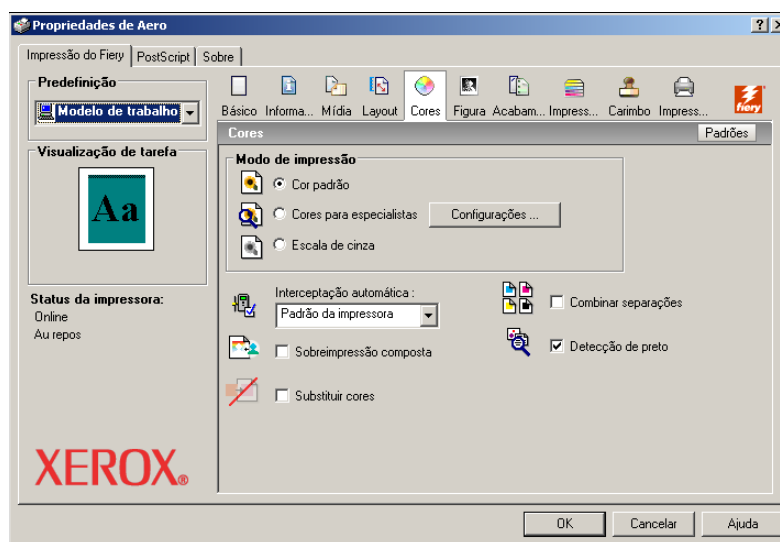 Propriedades de Aero
Impressão do Fiery PostScript Sobre
Predefinição
Modelo de trabalho
Visualização de tarefa
Aa
Status da impressora:
Online
Au repos
XEROX®
Básico Informa... Mídia Layout Cores Figura Acabam... Impress... Carimbo Impress...
fiery
Cores Padrões
Modo de impressão
Cor padrão
Cores para especialistas Configurações ...
Escala de cinza
Interceptação automática :
Padrão da impressora
Combinar separações
Sobreimpressão composta
Detecção de preto
Substituir cores
OK Cancelar Ajuda